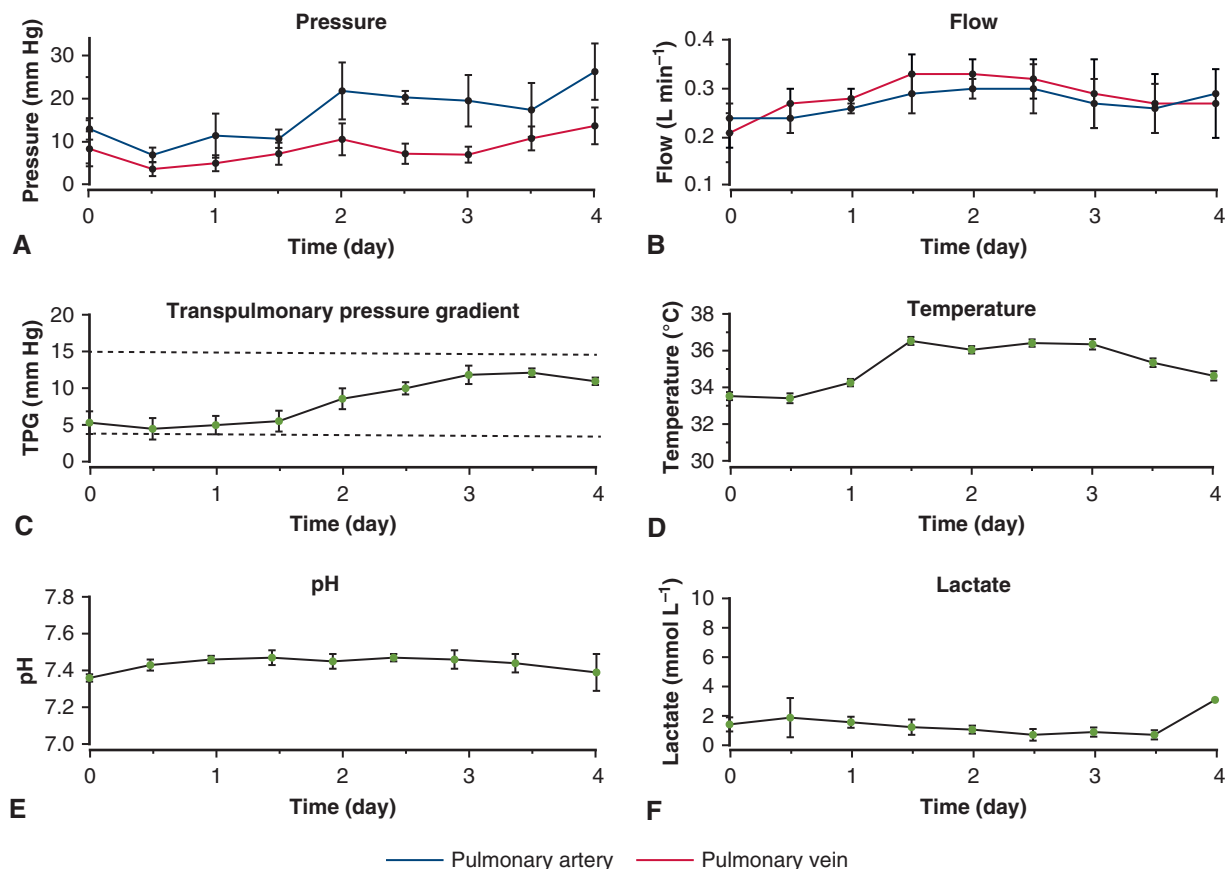 Pressure
Pressure (mm Hg)
30
20
10
0
0 1 2 3 4
Time (day)
A
Flow
Flow (L min⁻¹)
0.4
0.3
0.2
0.1
0 1 2 3 4
Time (day)
B
Transpulmonary pressure gradient
TPG (mm Hg)
20
15
10
5
0
0 1 2 3 4
Time (day)
C
Temperature
Temperature (°C)
38
36
34
32
30
0 1 2 3 4
Time (day)
D
pH
pH
7.8
7.6
7.4
7.2
7.0
0 1 2 3 4
Time (day)
E
Lactate
Lactate (mmol L⁻¹)
10
8
6
4
2
0
0 1 2 3 4
Time (day)
F
Pulmonary artery
Pulmonary vein